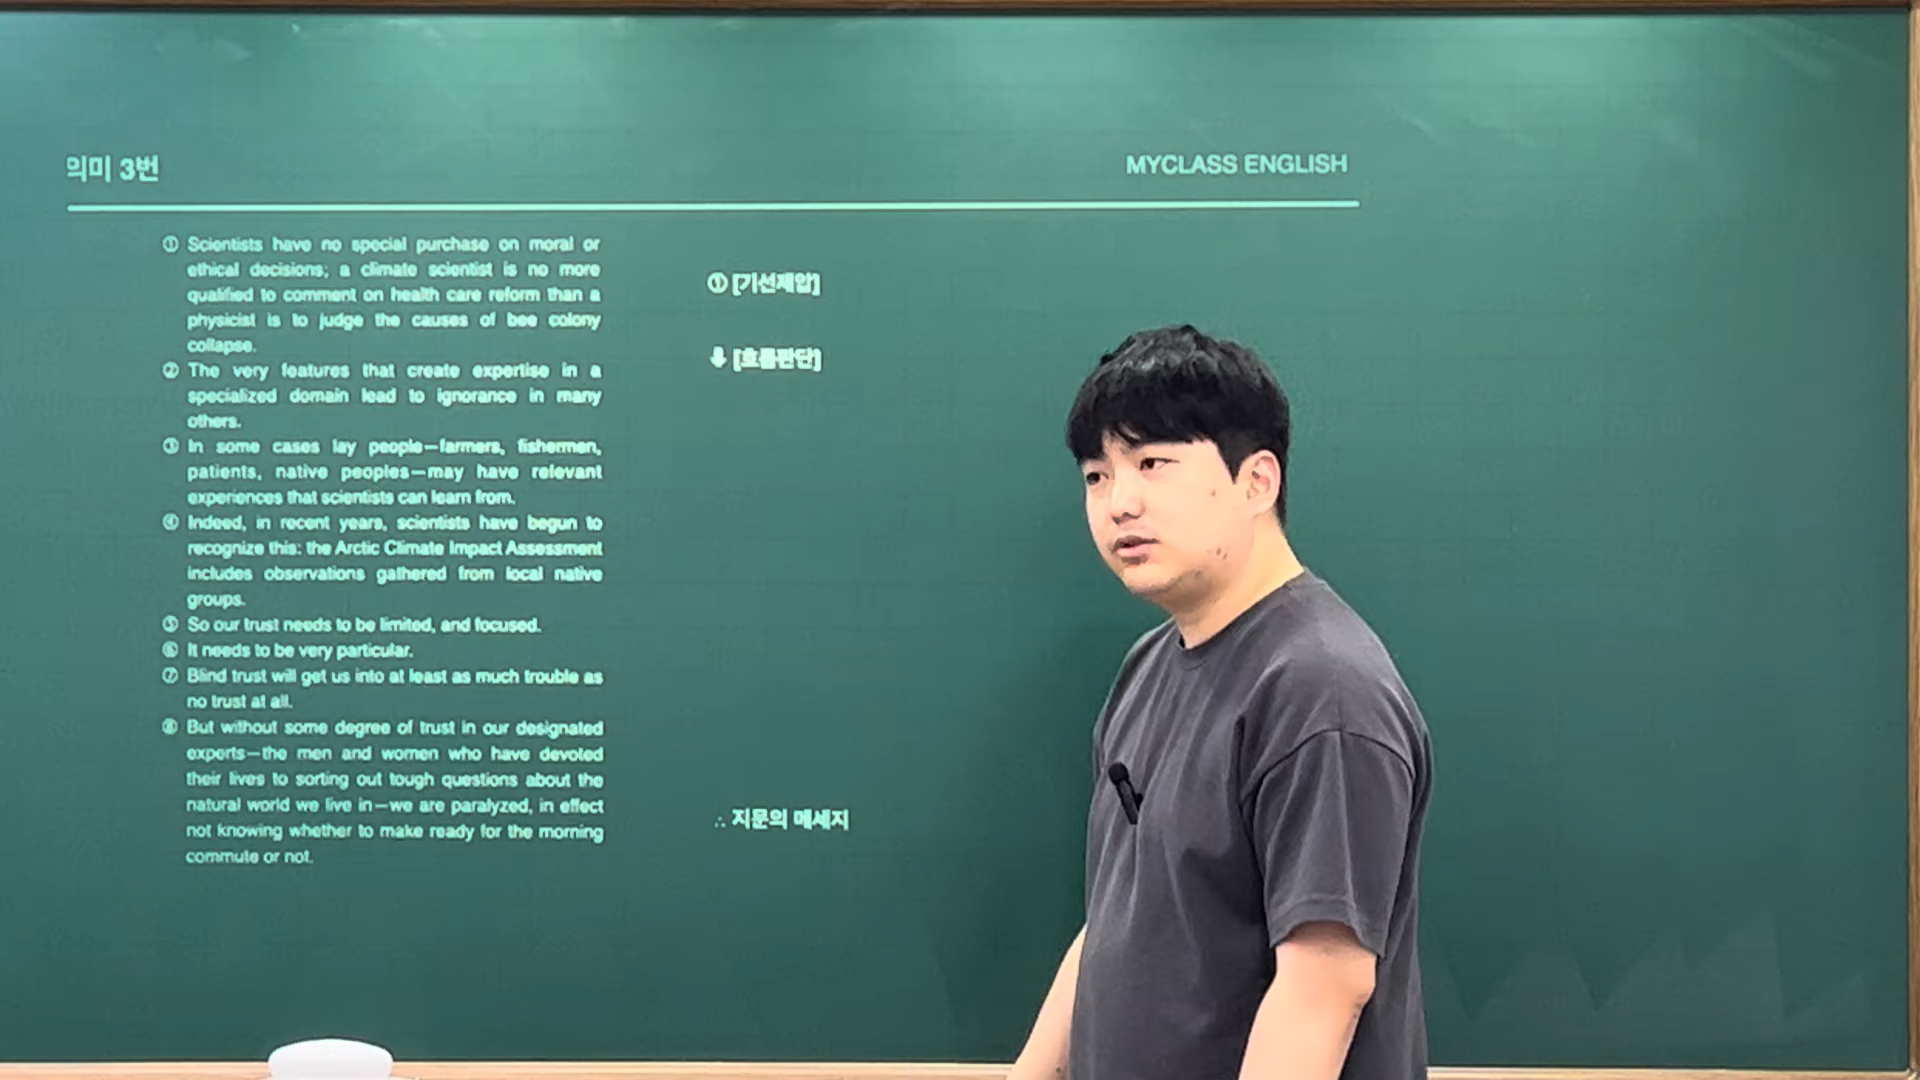 의미 3번
MYCLASS ENGLISH
① Scientists have no special purchase on moral or
ethical decisions; a climate scientist is no more
qualified to comment on health care reform than a
physicist is to judge the causes of bee colony
collapse.
② The very features that create expertise in a
specialized domain lead to ignorance in many
others.
③ In some cases lay people—farmers, fishermen,
patients, native peoples—may have relevant
experiences that scientists can learn from.
④ Indeed, in recent years, scientists have begun to
recognize this: the Arctic Climate Impact Assessment
includes observations gathered from local native
groups.
⑤ So our trust needs to be limited, and focused.
⑥ It needs to be very particular.
⑦ Blind trust will get us into at least as much trouble as
no trust at all.
⑧ But without some degree of trust in our designated
experts—the men and women who have devoted
their lives to sorting out tough questions about the
natural world we live in—we are paralyzed, in effect
not knowing whether to make ready for the morning
commute or not.
① [기선제압]
⬇ [흐름판단]
∴ 지문의 메세지